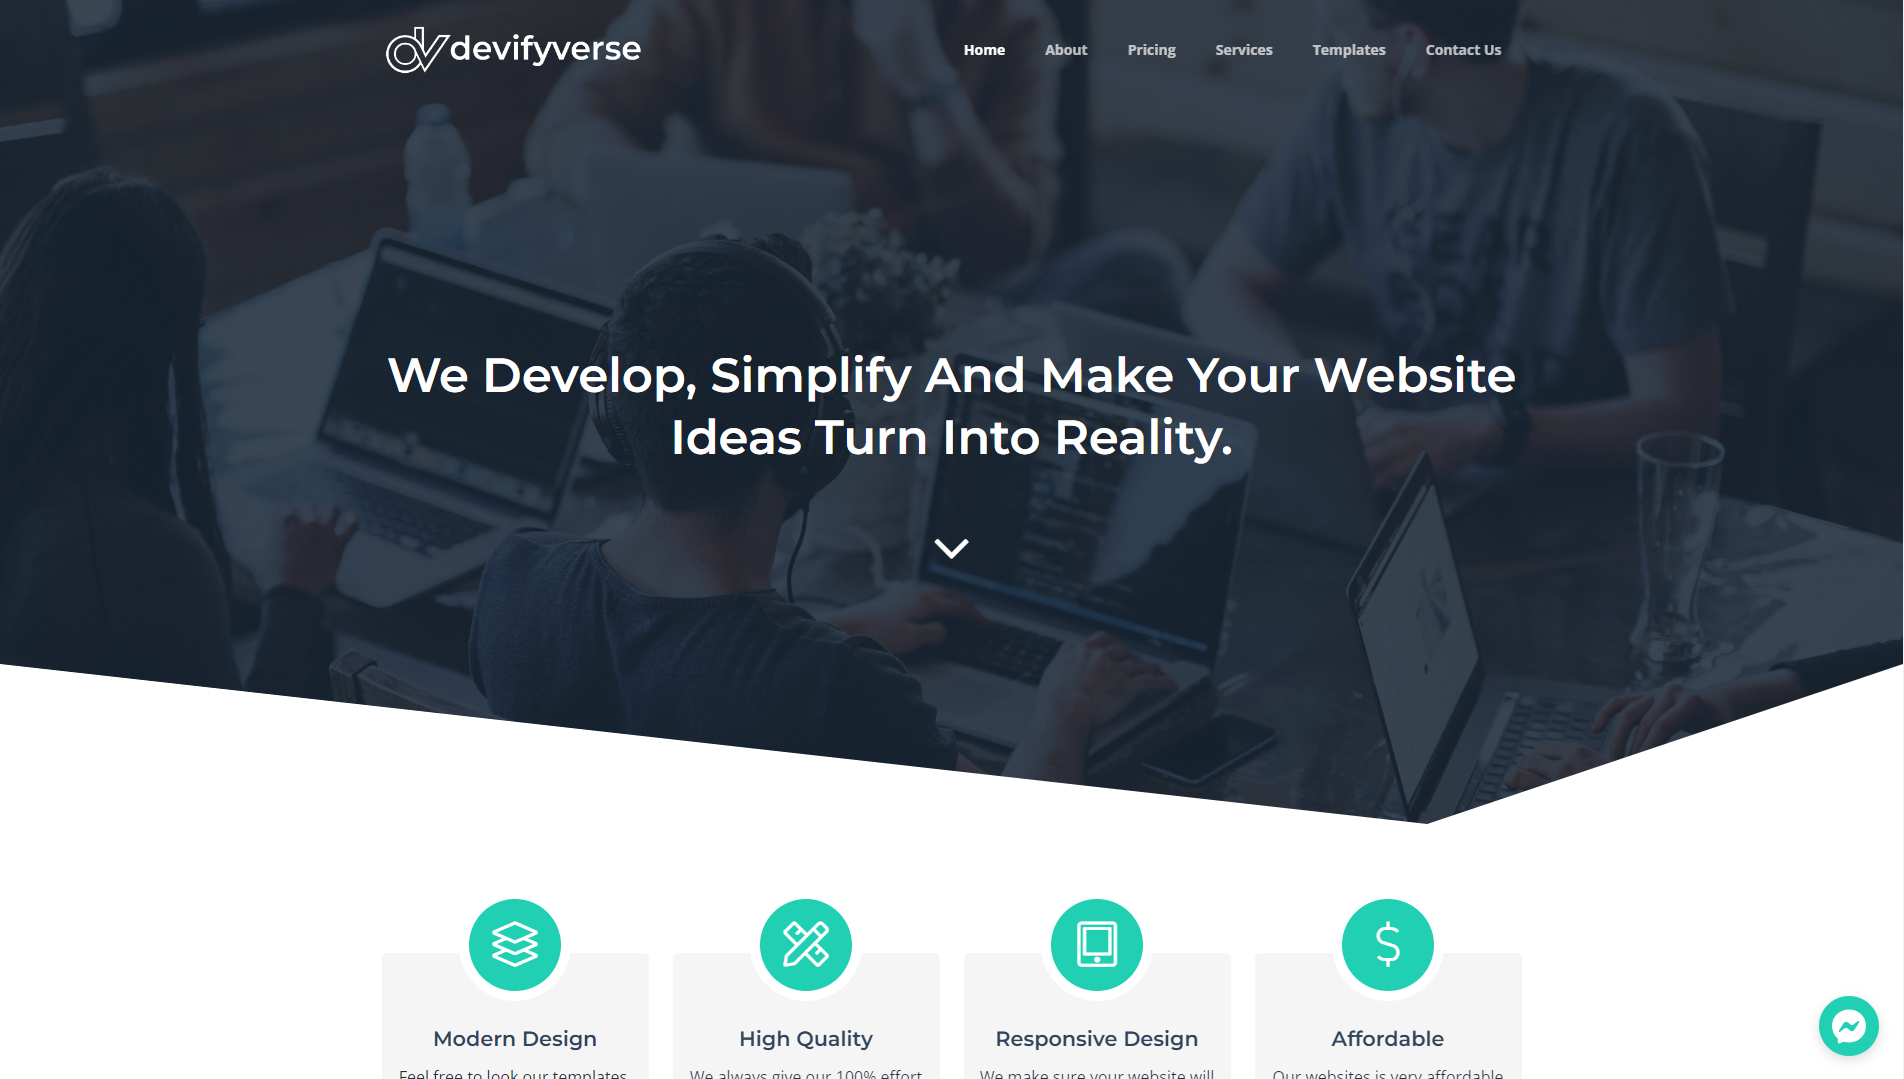 devifyverse
Home About Pricing Services Templates Contact Us
We Develop, Simplify And Make Your Website
Ideas Turn Into Reality.
Modern Design
Feel free to look our templates
High Quality
We always give our 100% effort
Responsive Design
We make sure your website will
Affordable
Our websites is very affordable